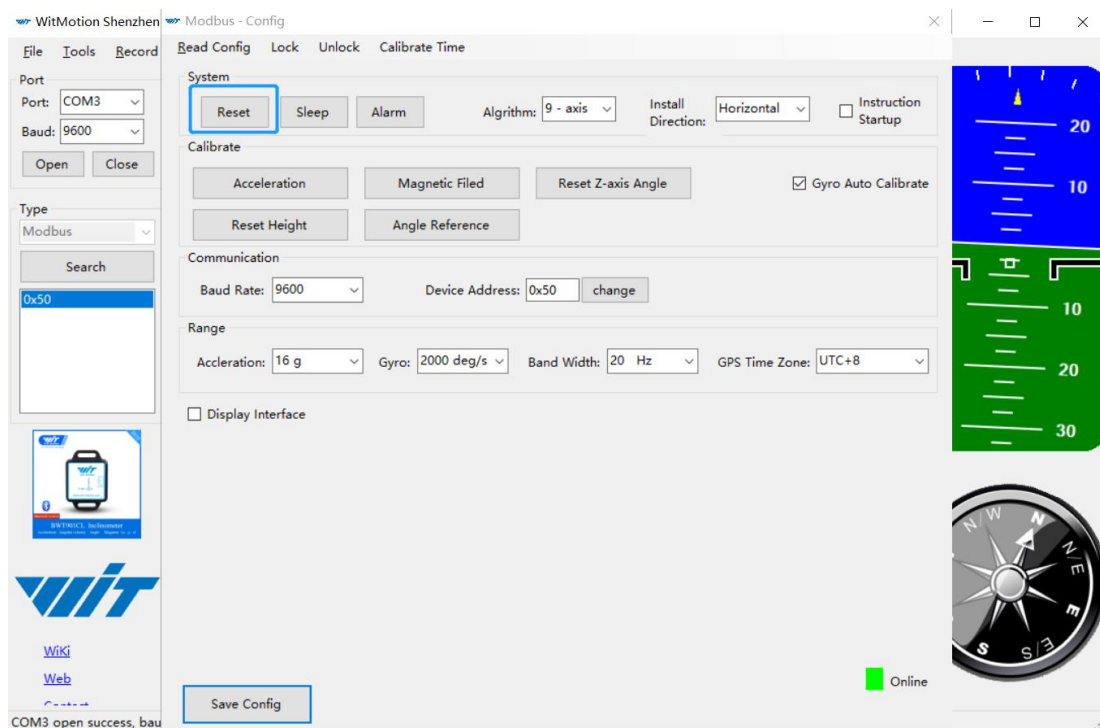 WitMotion Shenzhen
Modbus - Config
File Tools Record
Read Config Lock Unlock Calibrate Time
Port
Port: COM3
Baud: 9600
Open Close
Type
Modbus
Search
0x50
WiT
BWT901CL Inclinometer
WiT
WiKi
Web
COM3 open success, bau
System
Reset Sleep Alarm Algrithm: 9 - axis Install Direction: Horizontal Instruction Startup
Calibrate
Acceleration Magnetic Filed Reset Z-axis Angle Gyro Auto Calibrate
Reset Height Angle Reference
Communication
Baud Rate: 9600 Device Address: 0x50 change
Range
Accleration: 16 g Gyro: 2000 deg/s Band Width: 20 Hz GPS Time Zone: UTC+8
Display Interface
Online
Save Config
20
10
10
20
30
N/W
N
N/E
E
S/E
S